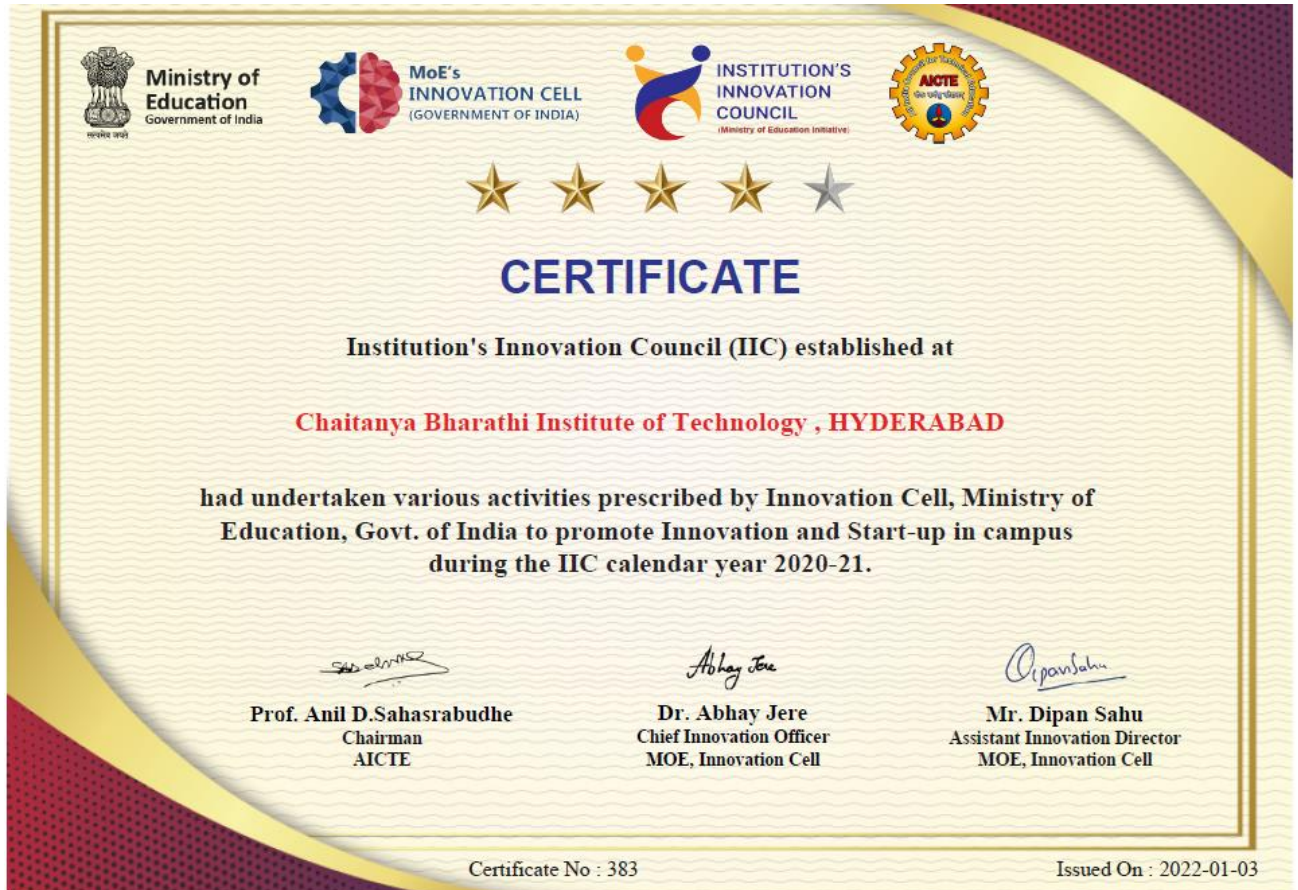 Ministry of
Education
Government of India
सत्यमेव जयते
MoE's
INNOVATION CELL
(GOVERNMENT OF INDIA)
INSTITUTION'S
INNOVATION
COUNCIL
(Ministry of Education Initiative)
AICTE
CERTIFICATE
Institution's Innovation Council (IIC) established at
Chaitanya Bharathi Institute of Technology , HYDERABAD
had undertaken various activities prescribed by Innovation Cell, Ministry of
Education, Govt. of India to promote Innovation and Start-up in campus
during the IIC calendar year 2020-21.
Abhay Jere
Dipan Sahu
Prof. Anil D.Sahasrabudhe
Chairman
AICTE
Dr. Abhay Jere
Chief Innovation Officer
MOE, Innovation Cell
Mr. Dipan Sahu
Assistant Innovation Director
MOE, Innovation Cell
Certificate No : 383
Issued On : 2022-01-03